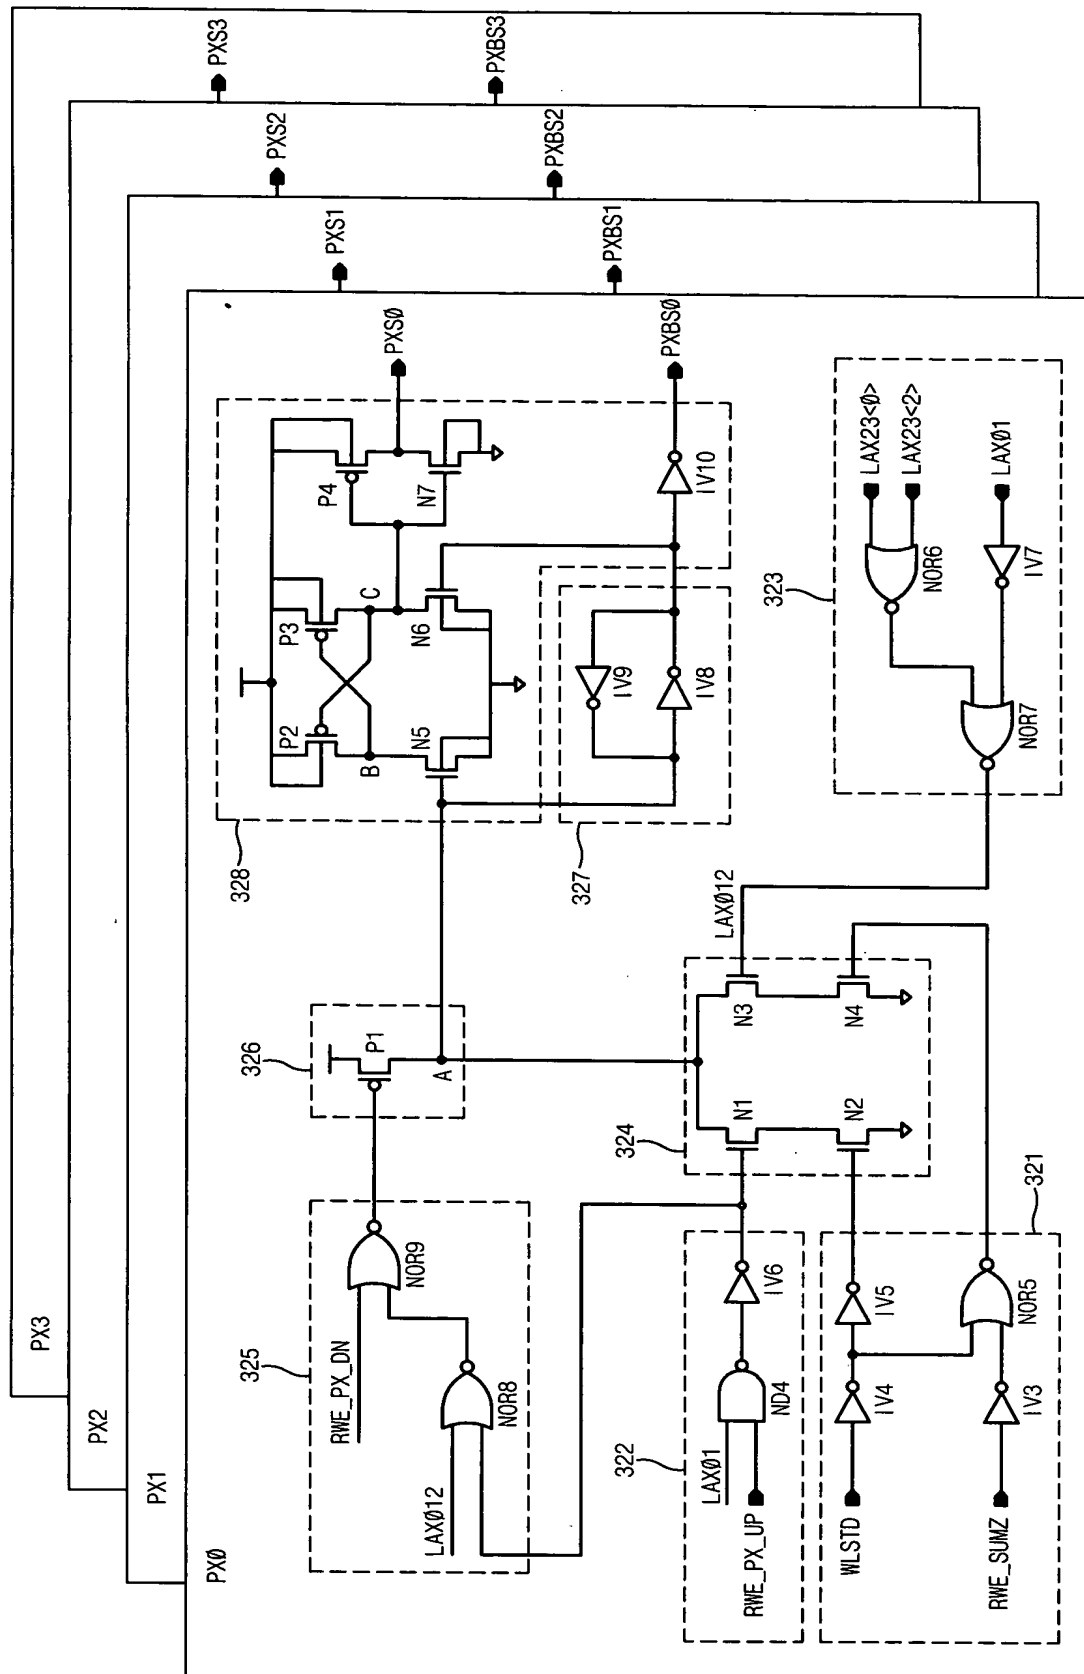 PX3
PXS3
PXBS3
PX2
PXS2
PXBS2
PX1
PXS1
PXBS1
PXØ
325
RWE_PX_DN
NOR9
LAXØ12
NOR8
326
P1
A
328
P2
P3
P4
B
C
N5
N6
N7
PXSØ
327
IV9
IV8
IV10
PXBSØ
322
LAXØ1
RWE_PX_UP
ND4
IV6
321
WLSTD
IV4
IV5
RWE_SUMZ
IV3
NOR5
324
N1
N2
N3
N4
LAXØ12
323
LAX23<Ø>
LAX23<2>
NOR6
LAXØ1
IV7
NOR7